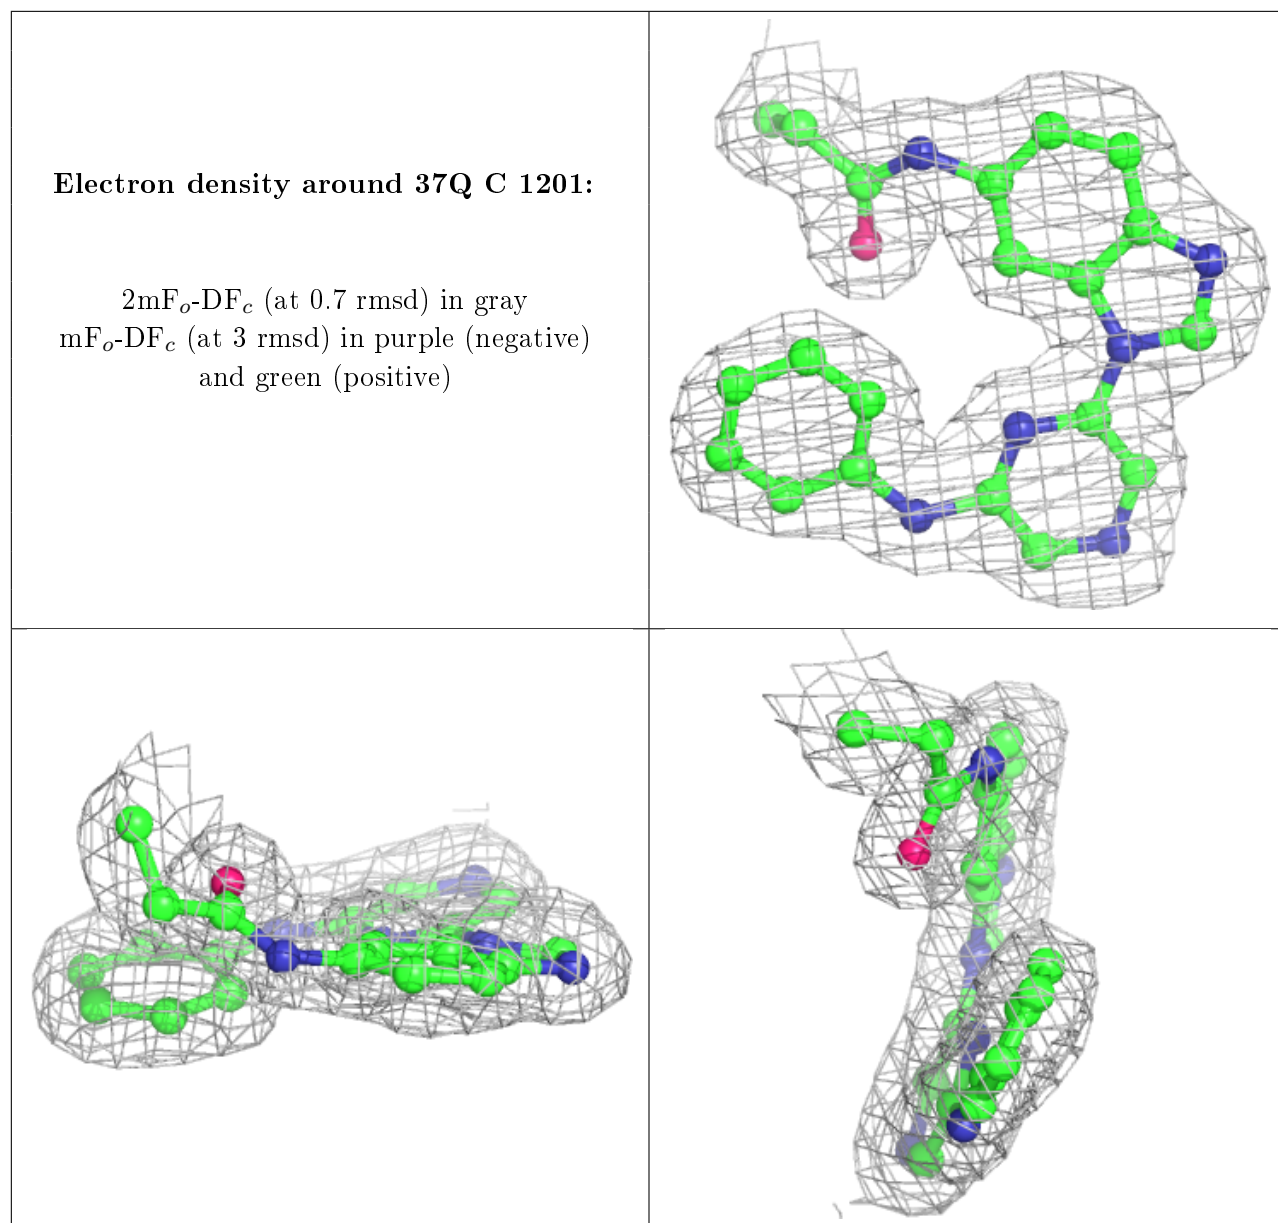 Electron density around 37Q C 1201:
2mFo-DFc (at 0.7 rmsd) in gray
mFo-DFc (at 3 rmsd) in purple (negative)
and green (positive)